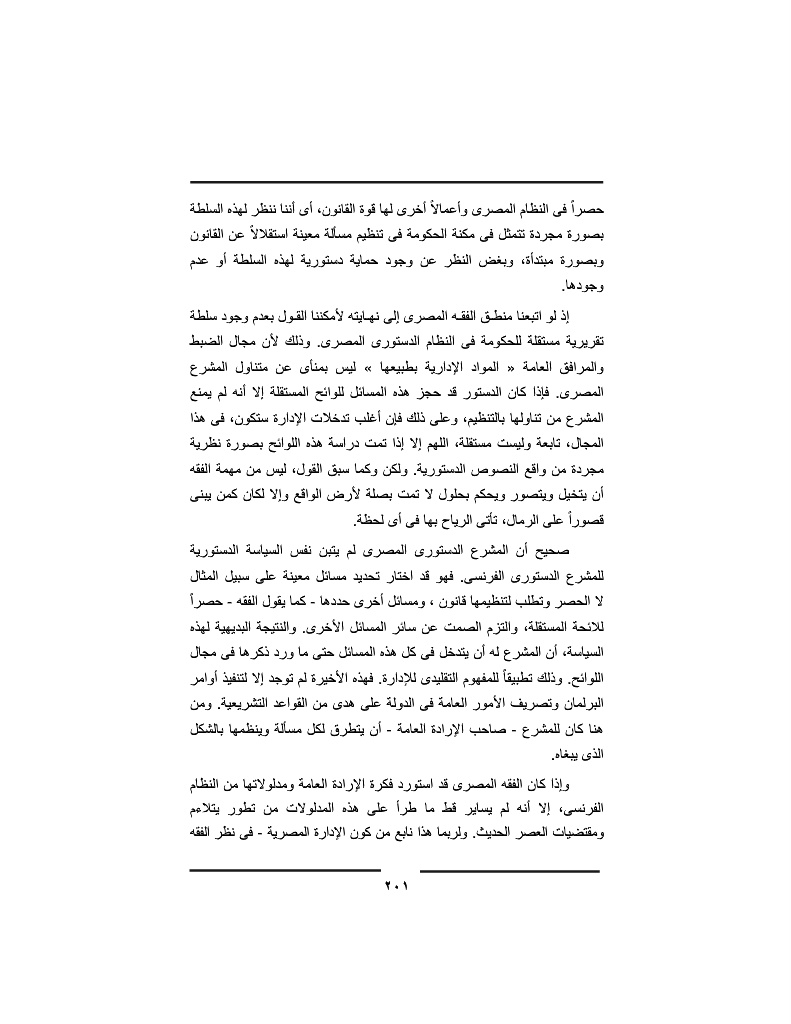 حصراً فى النظام المصرى وأعمالاً أخرى لها قوة القانون، أى أننا ننظر لهذه السلطة
بصورة مجردة تتمثل فى مكنة الحكومة فى تنظيم مسألة معينة استقلالاً عن القانون
وبصورة مبتدأة، وبغض النظر عن وجود حماية دستورية لهذه السلطة أو عدم
وجودها.
إذ لو اتبعنا منطق الفقه المصرى إلى نهايته لأمكننا القول بعدم وجود سلطة
تقريرية مستقلة للحكومة فى النظام الدستورى المصرى. وذلك لأن مجال الضبط
والمرافق العامة « المواد الإدارية بطبيعها » ليس بمنأى عن متناول المشرع
المصرى. فإذا كان الدستور قد حجز هذه المسائل للوائح المستقلة إلا أنه لم يمنع
المشرع من تناولها بالتنظيم، وعلى ذلك فإن أغلب تدخلات الإدارة ستكون، فى هذا
المجال، تابعة وليست مستقلة، اللهم إلا إذا تمت دراسة هذه اللوائح بصورة نظرية
مجردة من واقع النصوص الدستورية. ولكن وكما سبق القول، ليس من مهمة الفقه
أن يتخيل ويتصور ويحكم بحلول لا تمت بصلة لأرض الواقع وإلا لكان كمن يبنى
قصوراً على الرمال، تأتى الرياح بها فى أى لحظة.
صحيح أن المشرع الدستورى المصرى لم يتبن نفس السياسة الدستورية
للمشرع الدستورى الفرنسى. فهو قد اختار تحديد مسائل معينة على سبيل المثال
لا الحصر وتطلب لتنظيمها قانون ، ومسائل أخرى حددها - كما يقول الفقه - حصراً
للائحة المستقلة، والتزم الصمت عن سائر المسائل الأخرى. والنتيجة البديهية لهذه
السياسة، أن المشرع له أن يتدخل فى كل هذه المسائل حتى ما ورد ذكرها فى مجال
اللوائح. وذلك تطبيقاً للمفهوم التقليدى للإدارة. فهذه الأخيرة لم توجد إلا لتنفيذ أوامر
البرلمان وتصريف الأمور العامة فى الدولة على هدى من القواعد التشريعية. ومن
هنا كان للمشرع - صاحب الإرادة العامة - أن يتطرق لكل مسألة وينظمها بالشكل
الذى يبغاه.
وإذا كان الفقه المصرى قد استورد فكرة الإرادة العامة ومدلولاتها من النظام
الفرنسى، إلا أنه لم يساير قط ما طرأ على هذه المدلولات من تطور يتلاءم
ومقتضيات العصر الحديث. ولربما هذا نابع من كون الإدارة المصرية - فى نظر الفقه
٢٠١